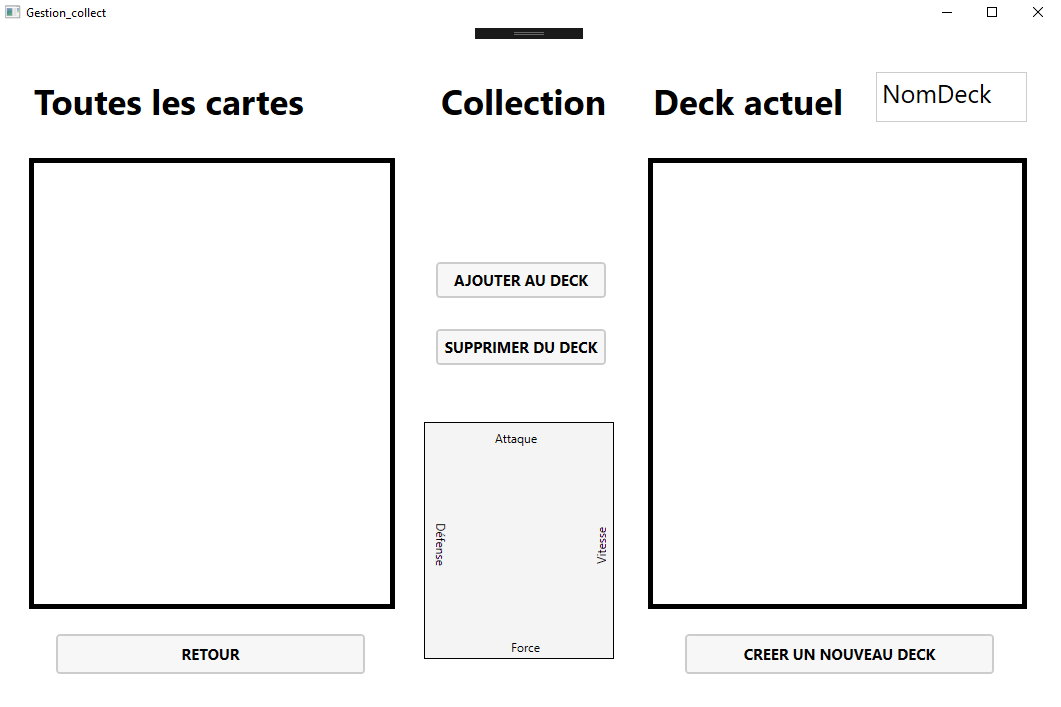 Gestion_collect
Toutes les cartes
Collection
Deck actuel
NomDeck
AJOUTER AU DECK
SUPPRIMER DU DECK
Attaque
Défense
Vitesse
Force
RETOUR
CREER UN NOUVEAU DECK